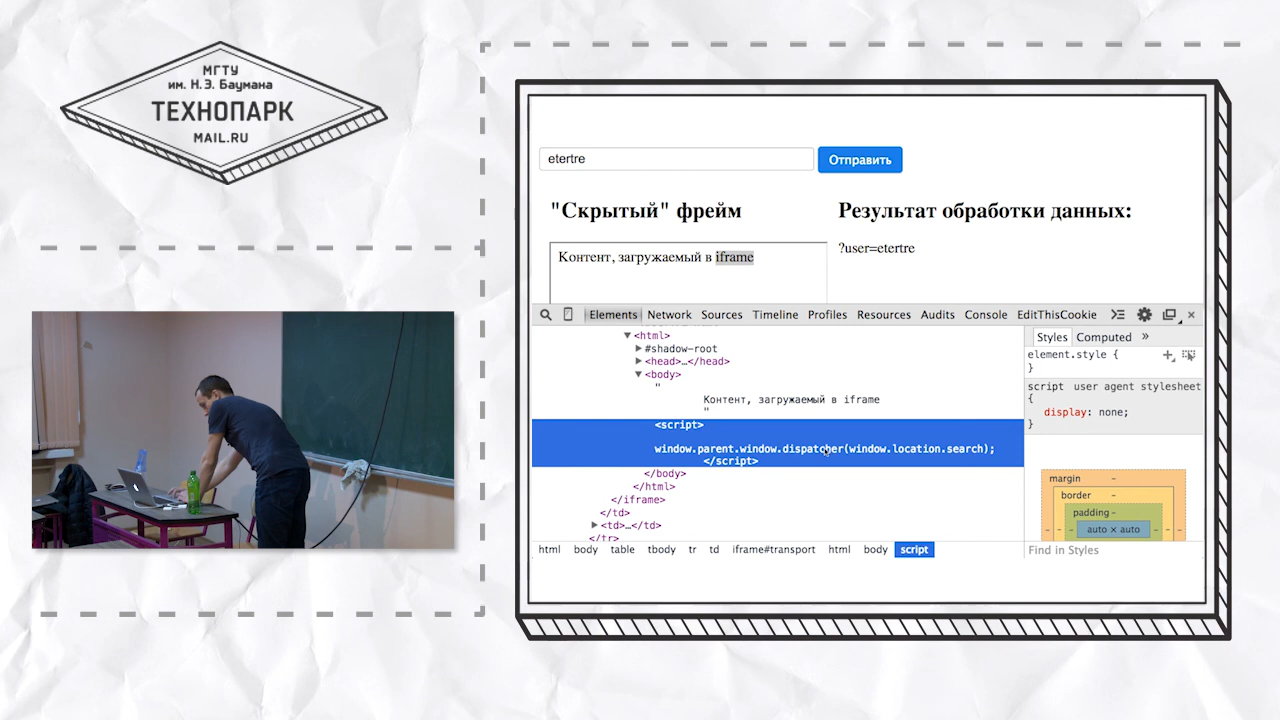 МГТУ
им. Н.Э. Баумана
ТЕХНОПАРК
MAIL.RU
etertre
Отправить
"Скрытый" фрейм
Результат обработки данных:
Контент, загружаемый в iframe
?user=etertre
Elements Network Sources Timeline Profiles Resources Audits Console EditThisCookie
<html>
#shadow-root
<head>…</head>
<body>
"
Контент, загружаемый в iframe
"
<script>
window.parent.window.dispatcher(window.location.search);
</script>
</body>
</html>
</iframe>
</td>
<td>…</td>
</tr>
html body table tbody tr td iframe#transport html body script
Styles Computed »
element.style {
}
script user agent stylesheet
{
display: none;
}
margin -
border -
padding -
- - - auto × auto - - -
Find in Styles